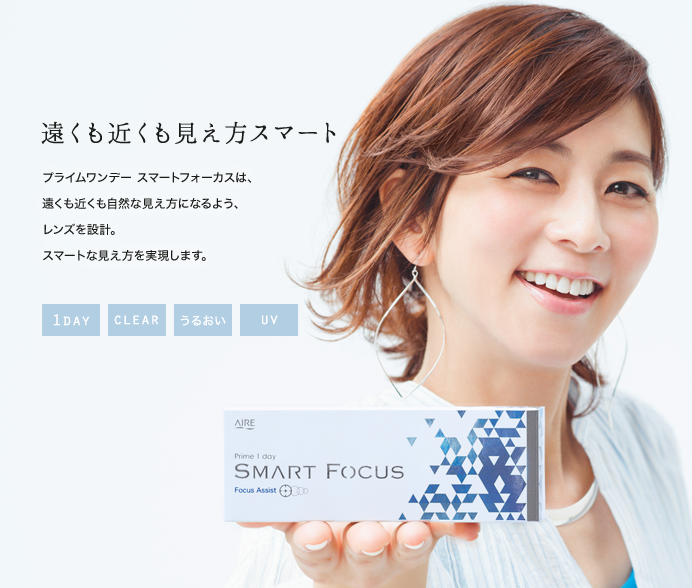 遠くも近くも見え方スマート
プライムワンデー スマートフォーカスは、
遠くも近くも自然な見え方になるよう、
レンズを設計。
スマートな見え方を実現します。
1DAY CLEAR うるおい UV
AIRE
Prime 1 day
SMART FOCUS
Focus Assist